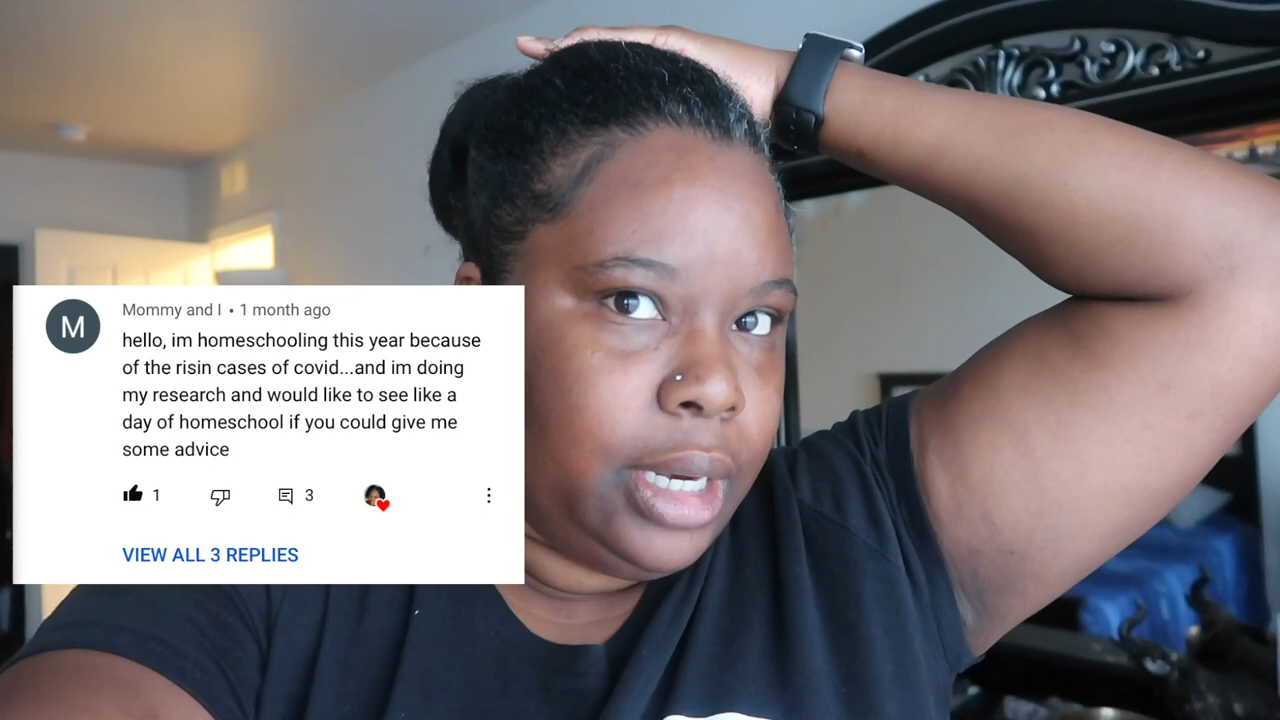 M
Mommy and I • 1 month ago
hello, im homeschooling this year because
of the risin cases of covid...and im doing
my research and would like to see like a
day of homeschool if you could give me
some advice
1
3
VIEW ALL 3 REPLIES